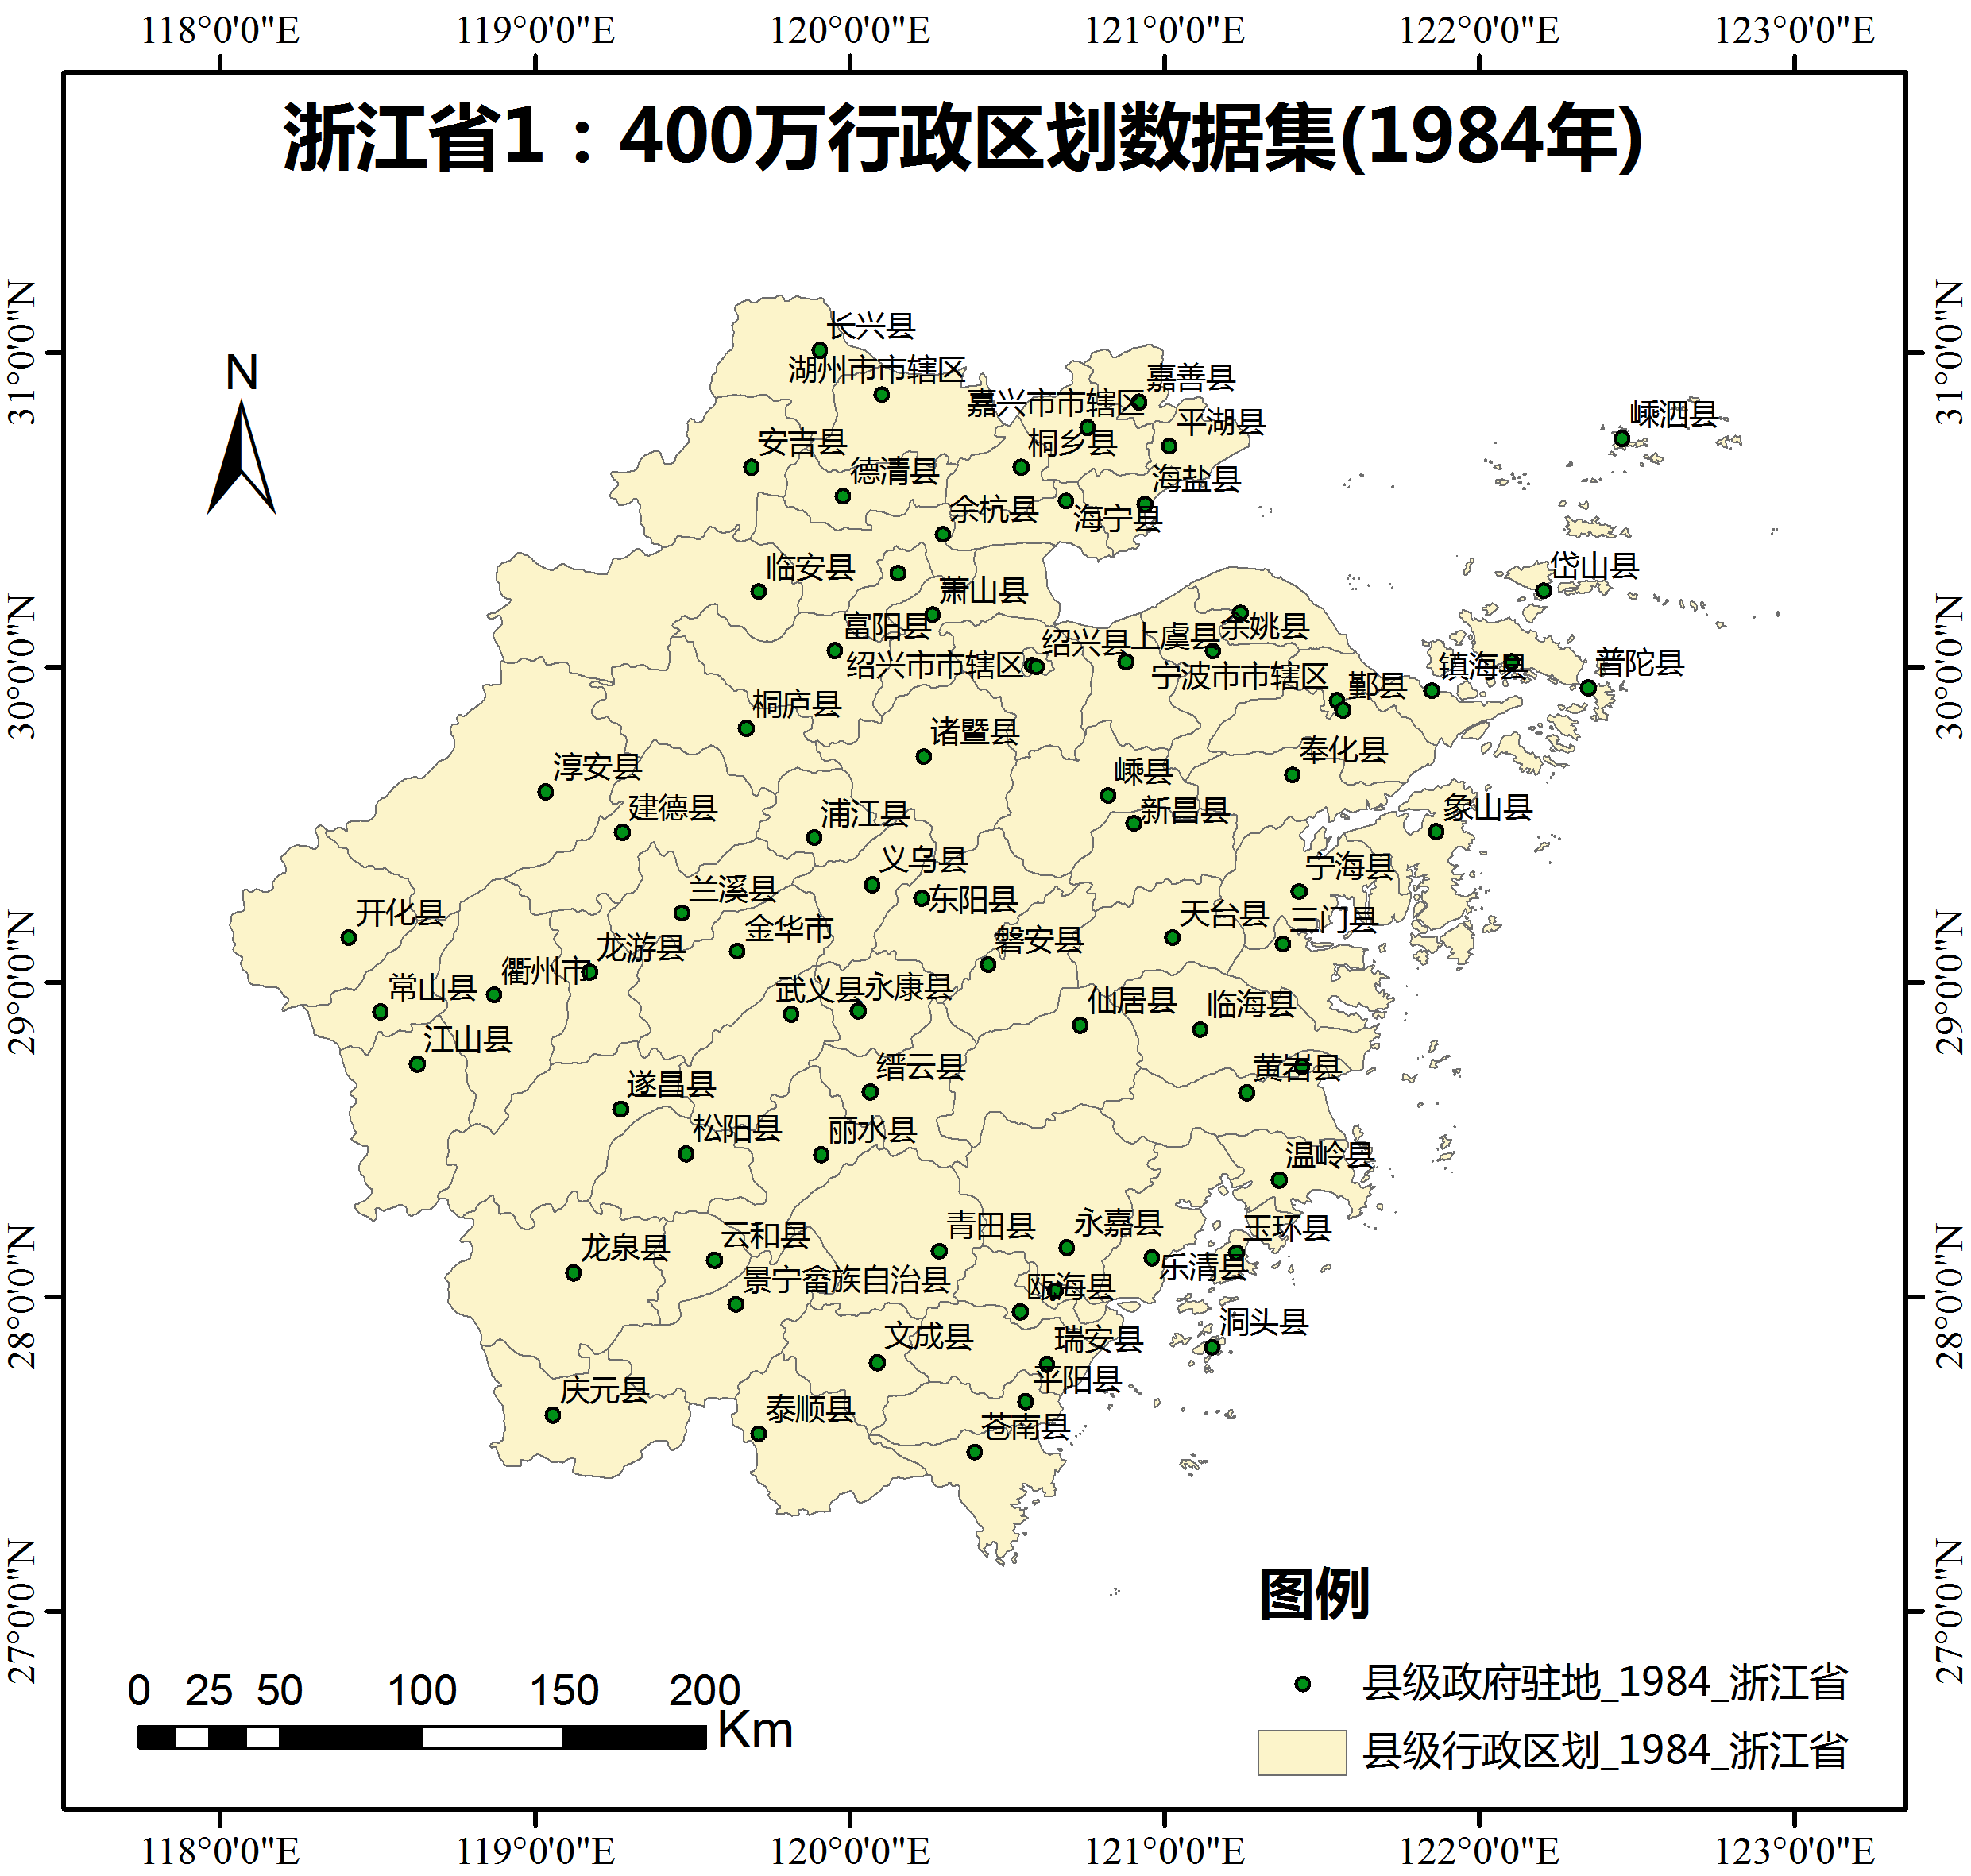 118°0'0"E 119°0'0"E 120°0'0"E 121°0'0"E 122°0'0"E 123°0'0"E
浙江省1：400万行政区划数据集(1984年)
31°0'0"N
30°0'0"N
29°0'0"N
28°0'0"N
27°0'0"N
31°0'0"N
30°0'0"N
29°0'0"N
28°0'0"N
27°0'0"N
N
长兴县
湖州市市辖区
嘉善县
嘉兴市市辖区
平湖县
嵊泗县
安吉县
桐乡县
德清县
海盐县
余杭县
海宁县
临安县
岱山县
萧山县
富阳县
余姚县
绍兴县
上虞县
绍兴市市辖区
镇海县
普陀县
宁波市市辖区
鄞县
桐庐县
诸暨县
奉化县
淳安县
嵊县
建德县
浦江县
新昌县
象山县
义乌县
宁海县
兰溪县
东阳县
开化县
金华市
天台县
三门县
龙游县
磐安县
衢州市
常山县
武义县
永康县
仙居县
临海县
江山县
缙云县
黄岩县
遂昌县
松阳县
丽水县
温岭县
青田县
永嘉县
玉环县
云和县
龙泉县
乐清县
景宁畲族自治县
瓯海县
洞头县
文成县
瑞安县
平阳县
庆元县
泰顺县
苍南县
图例
县级政府驻地_1984_浙江省
县级行政区划_1984_浙江省
0 25 50 100 150 200
Km
118°0'0"E 119°0'0"E 120°0'0"E 121°0'0"E 122°0'0"E 123°0'0"E